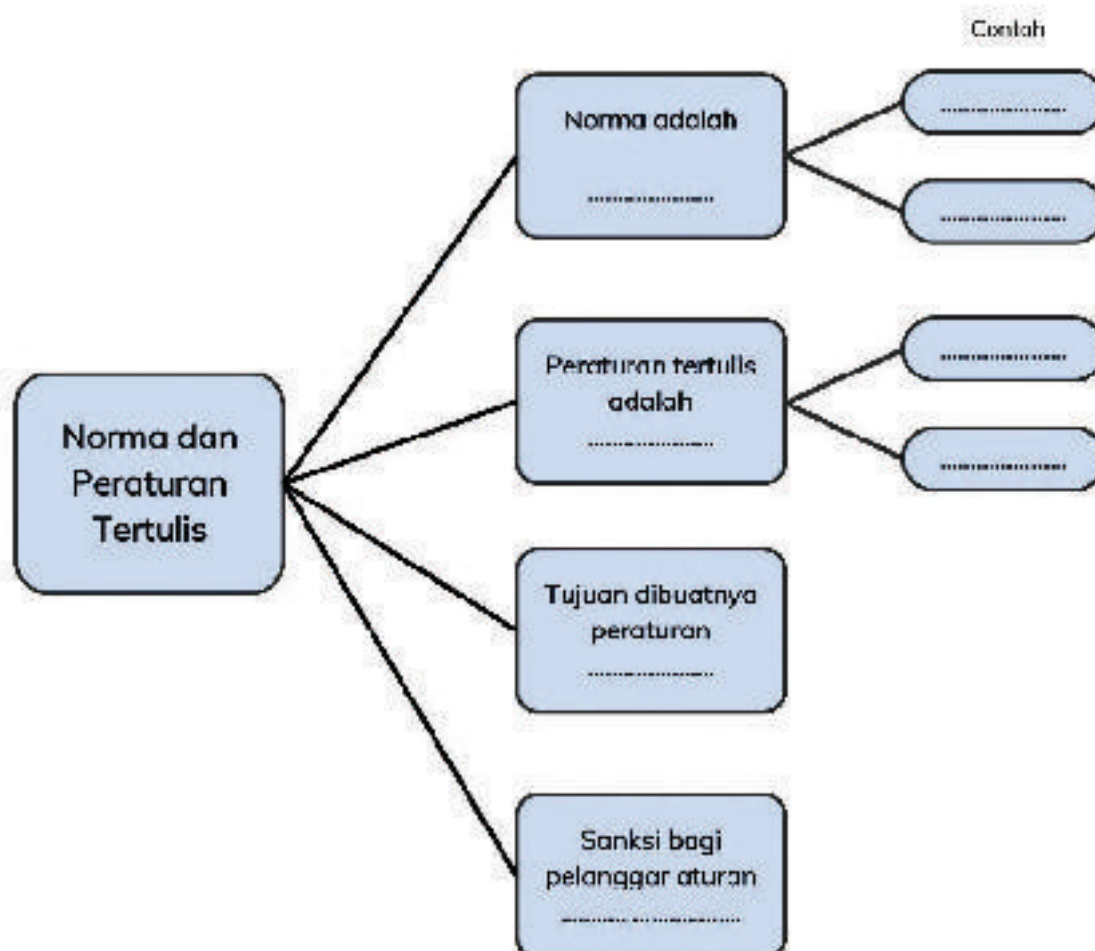 Contoh
Norma adalah
....................
....................
....................
Peraturan tertulis
adalah
....................
....................
....................
Norma dan
Peraturan
Tertulis
Tujuan dibuatnya
peraturan
....................
Sanksi bagi
pelanggar aturan
............................